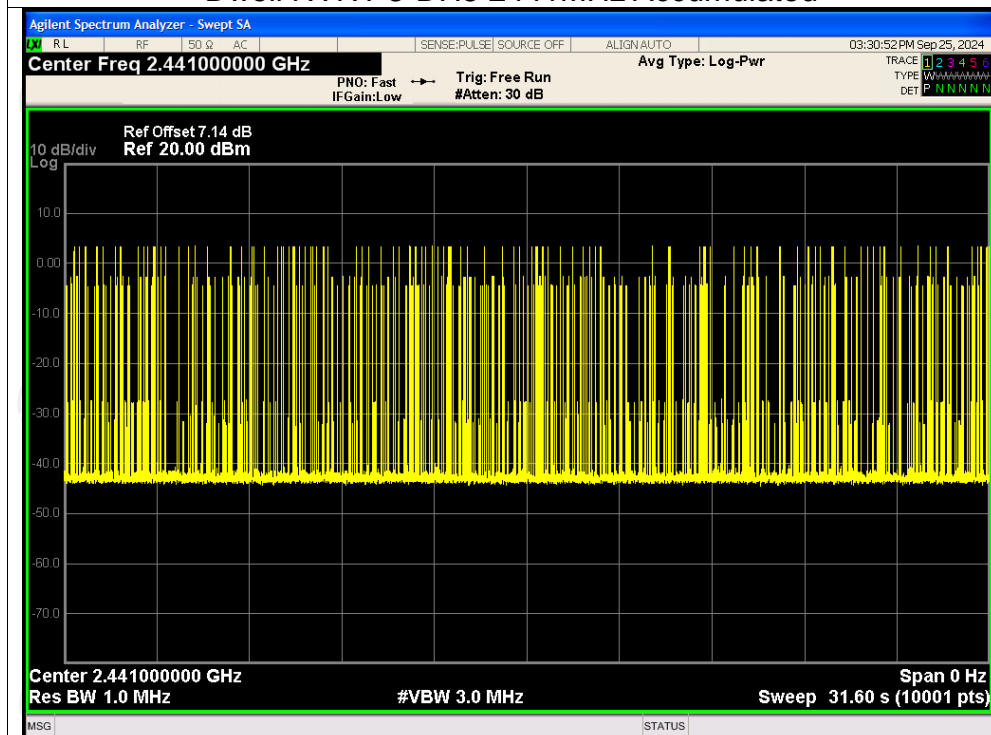 Agilent Spectrum Analyzer - Swept SA
LXI RL RF 50 Ω AC SENSE:PULSE SOURCE OFF ALIGN AUTO 03:30:52 PM Sep 25, 2024
Center Freq 2.441000000 GHz Avg Type: Log-Pwr TRACE 1 2 3 4 5 6
PNO: Fast Trig: Free Run TYPE WWWWWW
IFGain:Low #Atten: 30 dB DET P N N N N N
Ref Offset 7.14 dB
10 dB/div Ref 20.00 dBm
Log
10.0
0.00
-10.0
-20.0
-30.0
-40.0
-50.0
-60.0
-70.0
Center 2.441000000 GHz Span 0 Hz
Res BW 1.0 MHz #VBW 3.0 MHz Sweep 31.60 s (10001 pts)
MSG STATUS